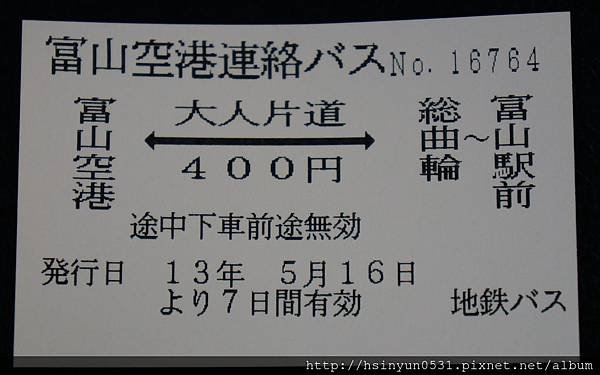 富山空港連絡バス No. 16764
富山空港
大人片道
400円
総曲輪～富山駅前
途中下車前途無効
発行日 13年 5月16日
より7日間有効 地鉄バス
http://hsinyun0531.pixnet.net/album